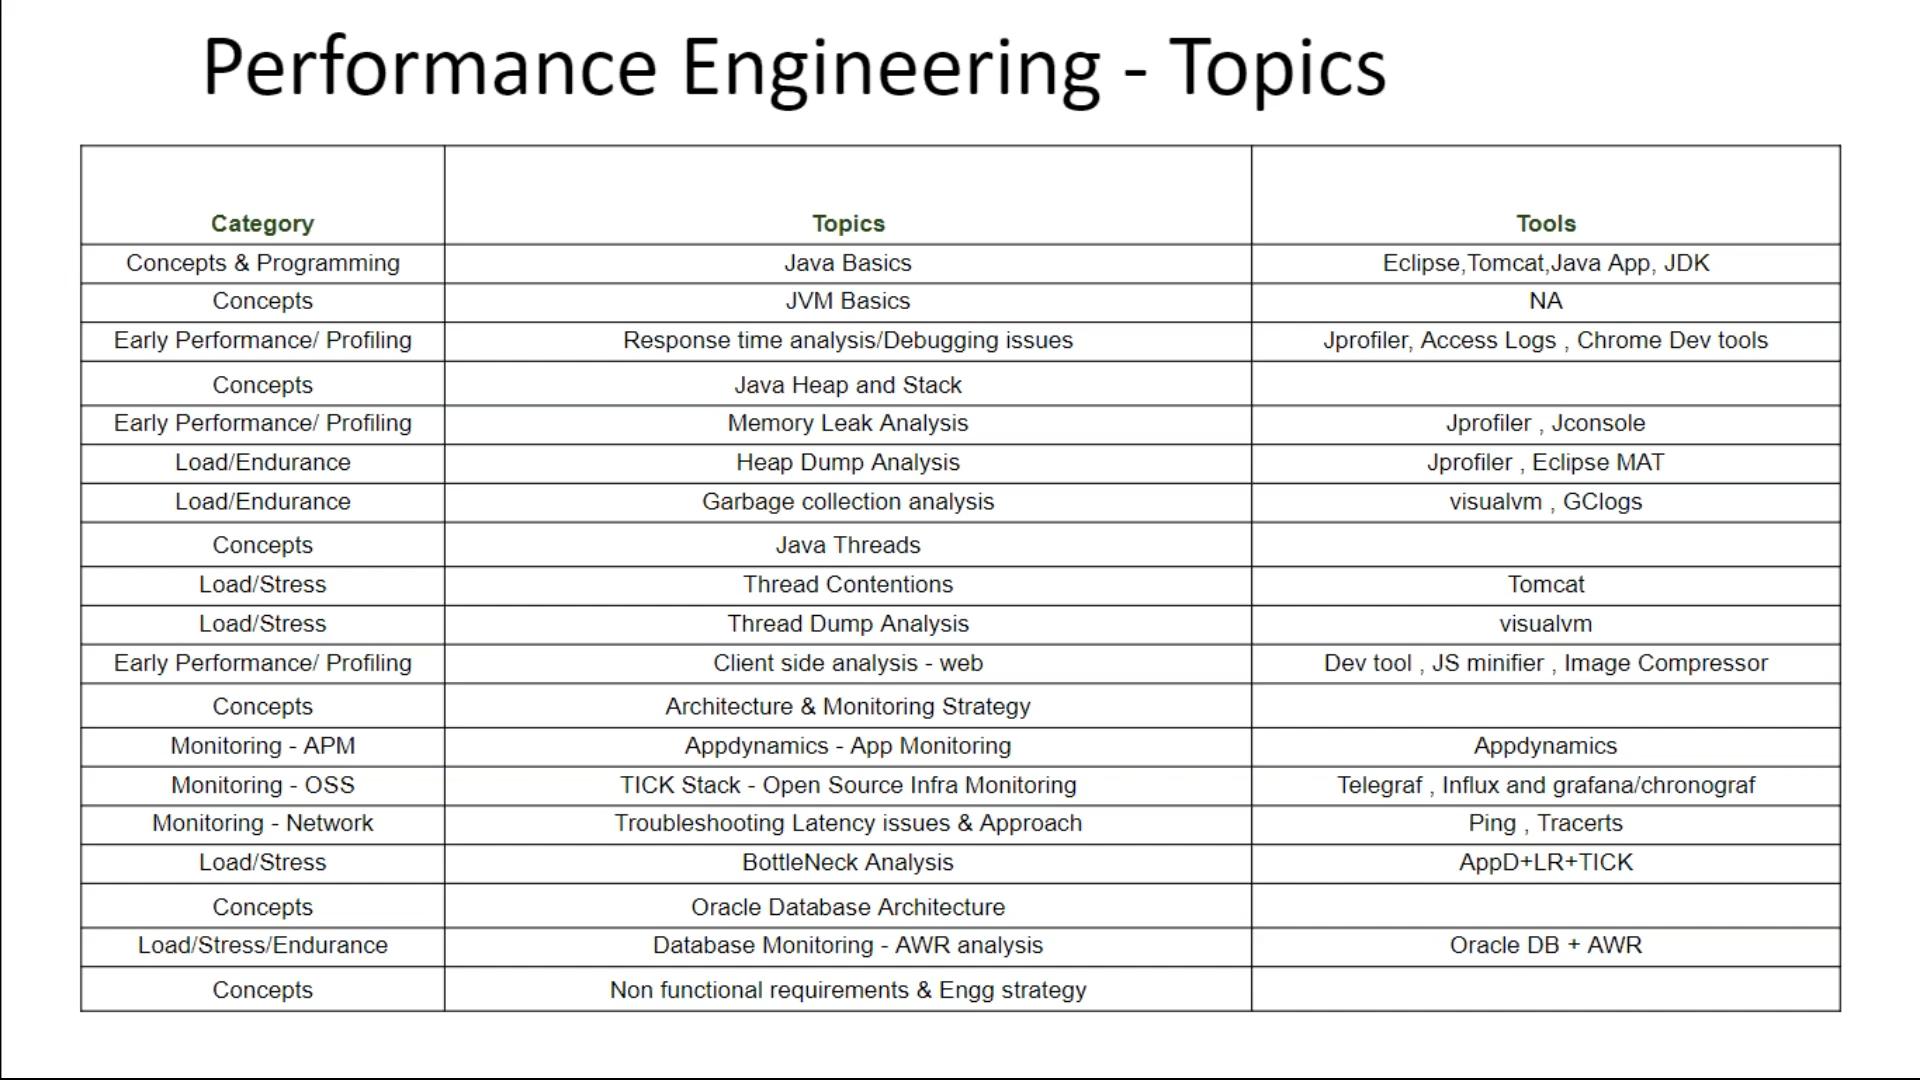 Performance Engineering - Topics
Category Topics Tools
Concepts & Programming Java Basics Eclipse,Tomcat,Java App, JDK
Concepts JVM Basics NA
Early Performance/ Profiling Response time analysis/Debugging issues Jprofiler, Access Logs , Chrome Dev tools
Concepts Java Heap and Stack
Early Performance/ Profiling Memory Leak Analysis Jprofiler , Jconsole
Load/Endurance Heap Dump Analysis Jprofiler , Eclipse MAT
Load/Endurance Garbage collection analysis visualvm , GClogs
Concepts Java Threads
Load/Stress Thread Contentions Tomcat
Load/Stress Thread Dump Analysis visualvm
Early Performance/ Profiling Client side analysis - web Dev tool , JS minifier , Image Compressor
Concepts Architecture & Monitoring Strategy
Monitoring - APM Appdynamics - App Monitoring Appdynamics
Monitoring - OSS TICK Stack - Open Source Infra Monitoring Telegraf , Influx and grafana/chronograf
Monitoring - Network Troubleshooting Latency issues & Approach Ping , Tracerts
Load/Stress BottleNeck Analysis AppD+LR+TICK
Concepts Oracle Database Architecture
Load/Stress/Endurance Database Monitoring - AWR analysis Oracle DB + AWR
Concepts Non functional requirements & Engg strategy